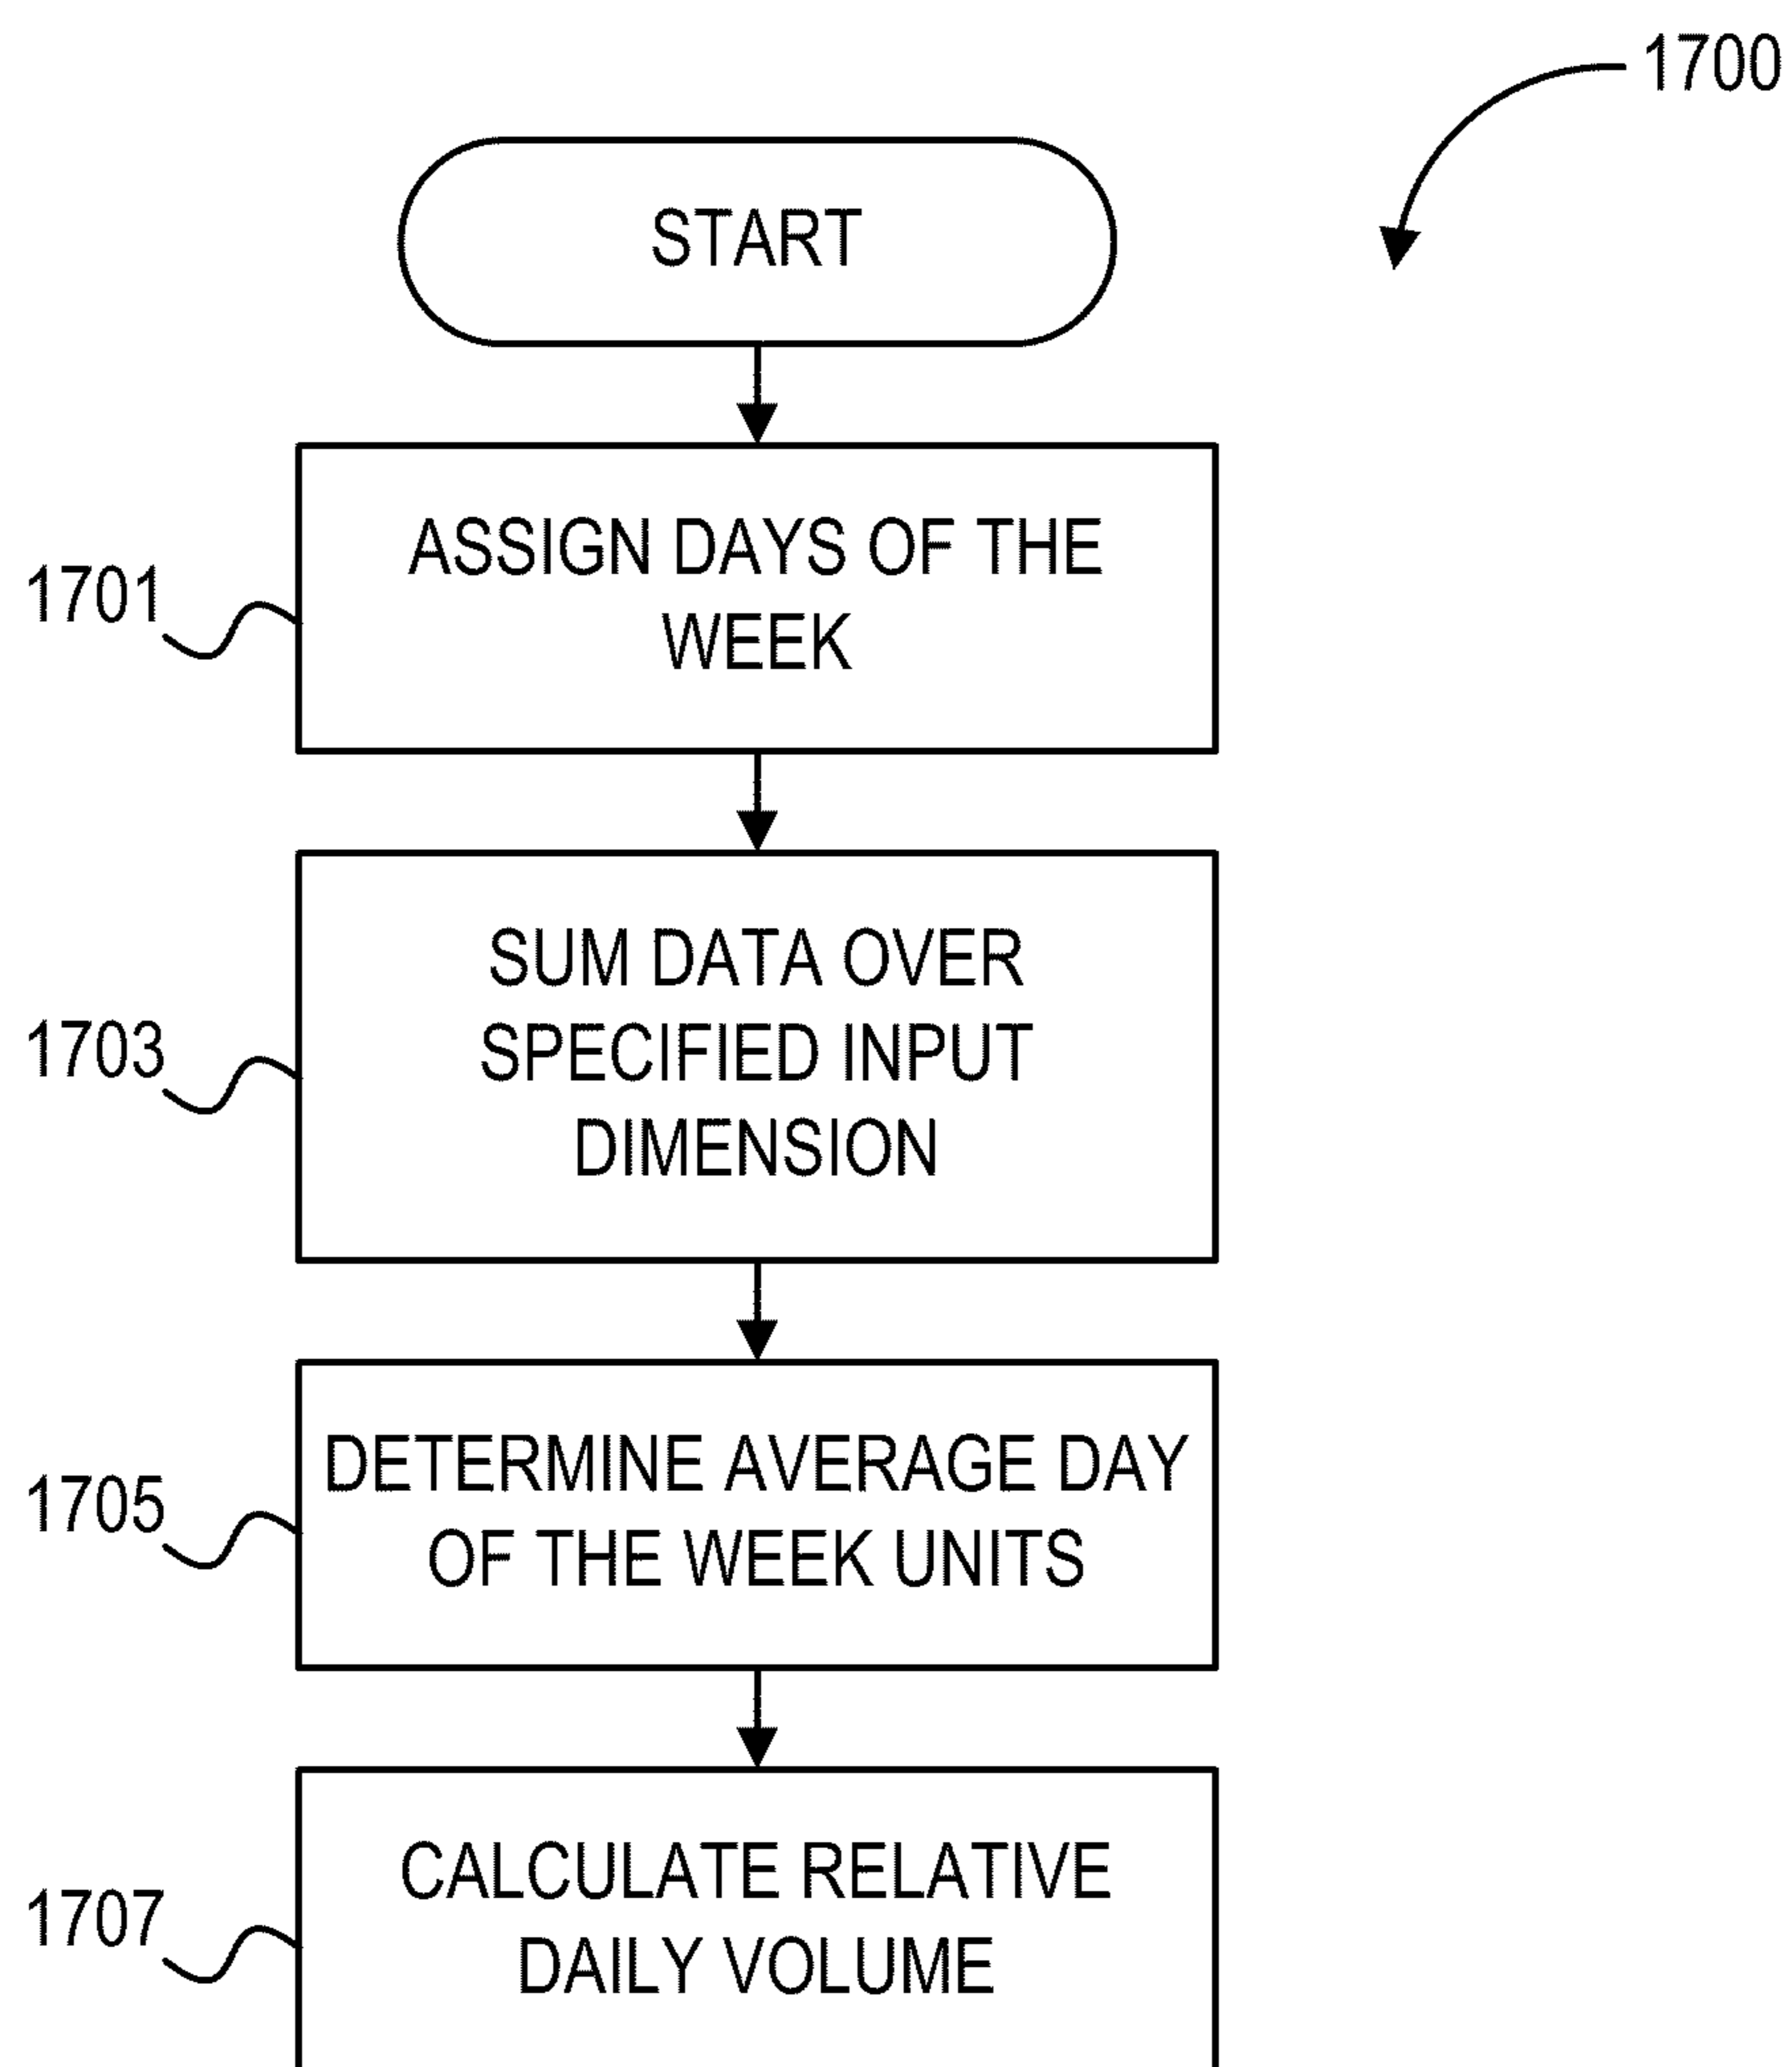 1700
START
ASSIGN DAYS OF THE
WEEK
1701
SUM DATA OVER
SPECIFIED INPUT
DIMENSION
1703
DETERMINE AVERAGE DAY
OF THE WEEK UNITS
1705
CALCULATE RELATIVE
DAILY VOLUME
1707